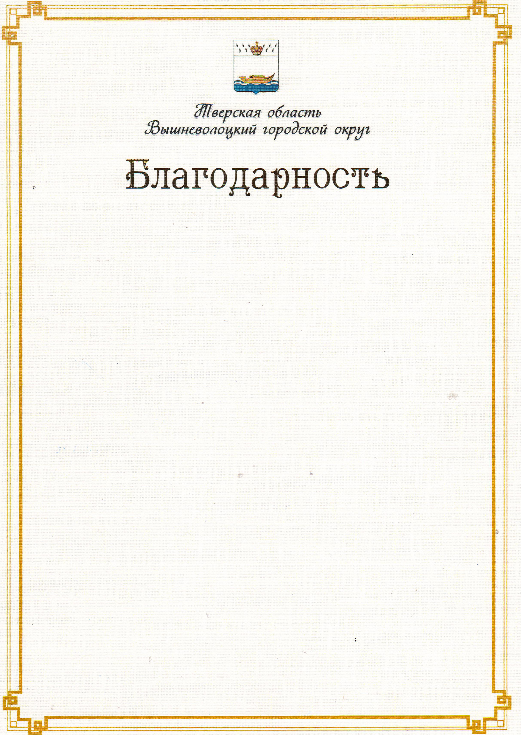 Тверская область
Вышневолоцкий городской округ
Благодарность